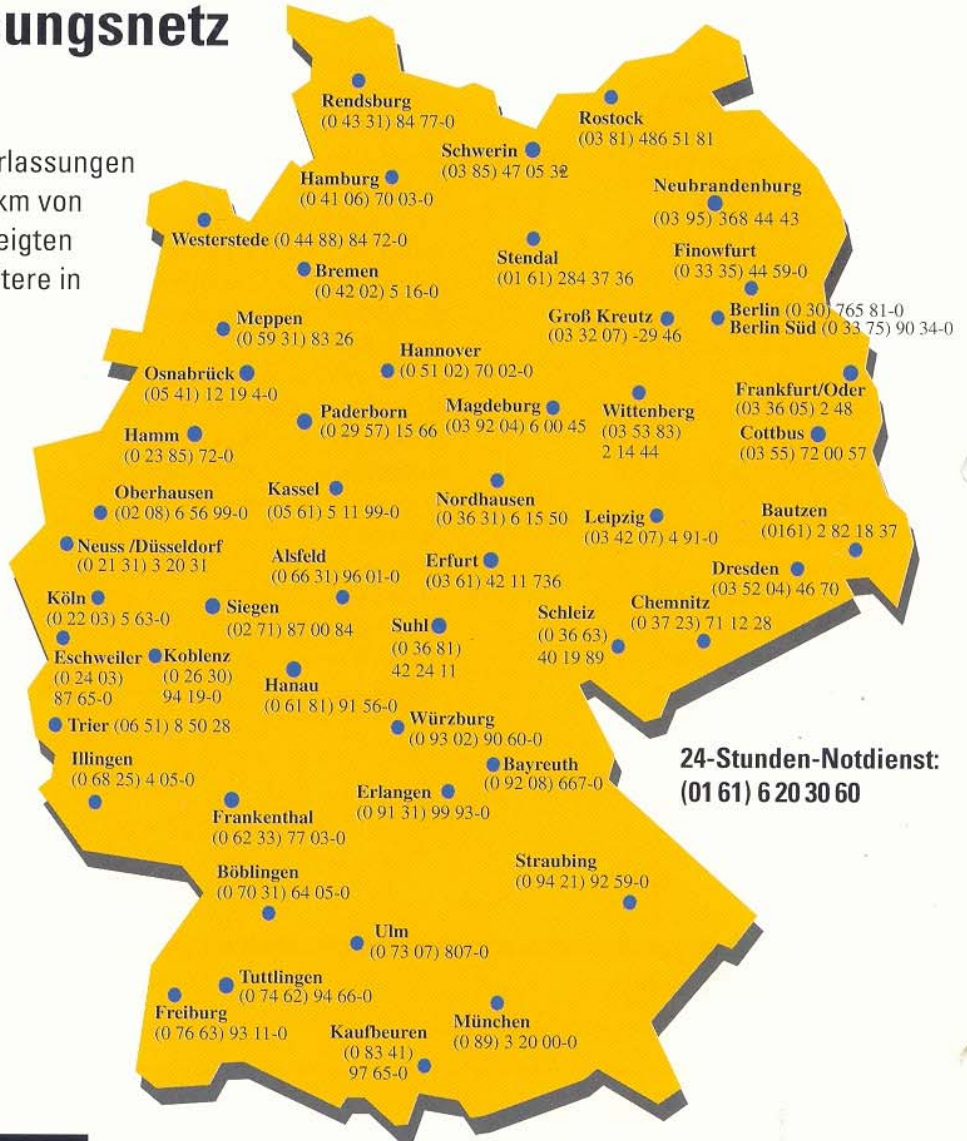 ungsnetz
rlassungen
km von
eigten
tere in
Rendsburg
(0 43 31) 84 77-0
Rostock
(03 81) 486 51 81
Schwerin
(03 85) 47 05 32
Hamburg
(0 41 06) 70 03-0
Neubrandenburg
(03 95) 368 44 43
Westerstede (0 44 88) 84 72-0
Stendal
(01 61) 284 37 36
Finowfurt
(0 33 35) 44 59-0
Bremen
(0 42 02) 5 16-0
Meppen
(0 59 31) 83 26
Groß Kreutz
(03 32 07) -29 46
Berlin (0 30) 765 81-0
Berlin Süd (0 33 75) 90 34-0
Hannover
(0 51 02) 70 02-0
Osnabrück
(05 41) 12 19 4-0
Frankfurt/Oder
(03 36 05) 2 48
Paderborn
(0 29 57) 15 66
Magdeburg
(03 92 04) 6 00 45
Wittenberg
(03 53 83)
2 14 44
Hamm
(0 23 85) 72-0
Cottbus
(03 55) 72 00 57
Oberhausen
(02 08) 6 56 99-0
Kassel
(05 61) 5 11 99-0
Nordhausen
(0 36 31) 6 15 50
Leipzig
(03 42 07) 4 91-0
Bautzen
(0161) 2 82 18 37
Neuss /Düsseldorf
(0 21 31) 3 20 31
Alsfeld
(0 66 31) 96 01-0
Erfurt
(03 61) 42 11 736
Dresden
(03 52 04) 46 70
Köln
(0 22 03) 5 63-0
Siegen
(02 71) 87 00 84
Suhl
(0 36 81)
42 24 11
Schleiz
(0 36 63)
40 19 89
Chemnitz
(0 37 23) 71 12 28
Eschweiler
(0 24 03)
87 65-0
Koblenz
(0 26 30)
94 19-0
Hanau
(0 61 81) 91 56-0
Trier (06 51) 8 50 28
Würzburg
(0 93 02) 90 60-0
24-Stunden-Notdienst:
(01 61) 6 20 30 60
Illingen
(0 68 25) 4 05-0
Bayreuth
(0 92 08) 667-0
Erlangen
(0 91 31) 99 93-0
Frankenthal
(0 62 33) 77 03-0
Straubing
(0 94 21) 92 59-0
Böblingen
(0 70 31) 64 05-0
Ulm
(0 73 07) 807-0
Tuttlingen
(0 74 62) 94 66-0
Freiburg
(0 76 63) 93 11-0
Kaufbeuren
(0 83 41)
97 65-0
München
(0 89) 3 20 00-0